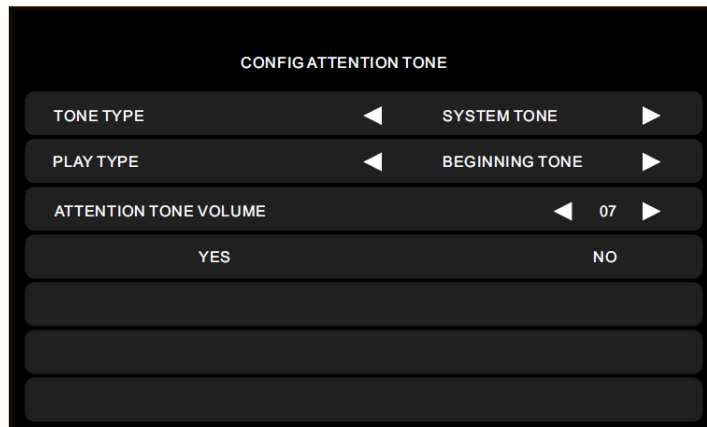 CONFIG ATTENTION TONE
TONE TYPE ◀ SYSTEM TONE ▶
PLAY TYPE ◀ BEGINNING TONE ▶
ATTENTION TONE VOLUME ◀ 07 ▶
YES NO